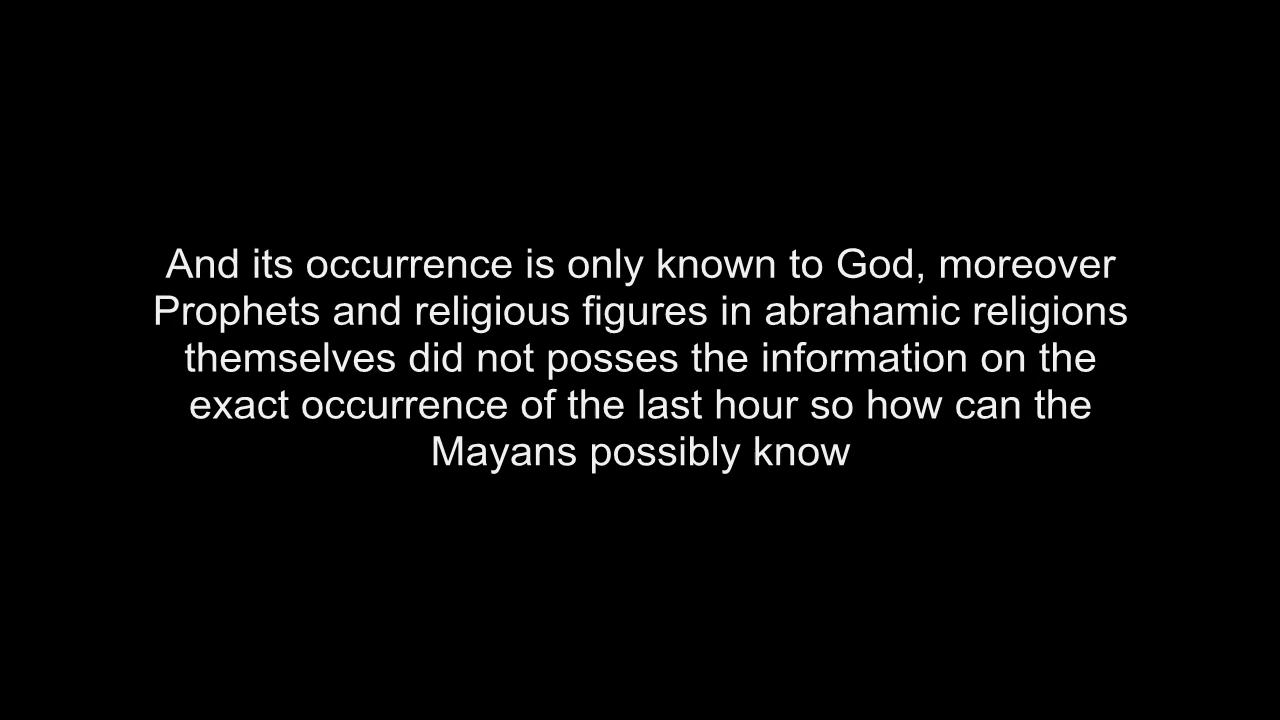 And its occurrence is only known to God, moreover
Prophets and religious figures in abrahamic religions
themselves did not posses the information on the
exact occurrence of the last hour so how can the
Mayans possibly know